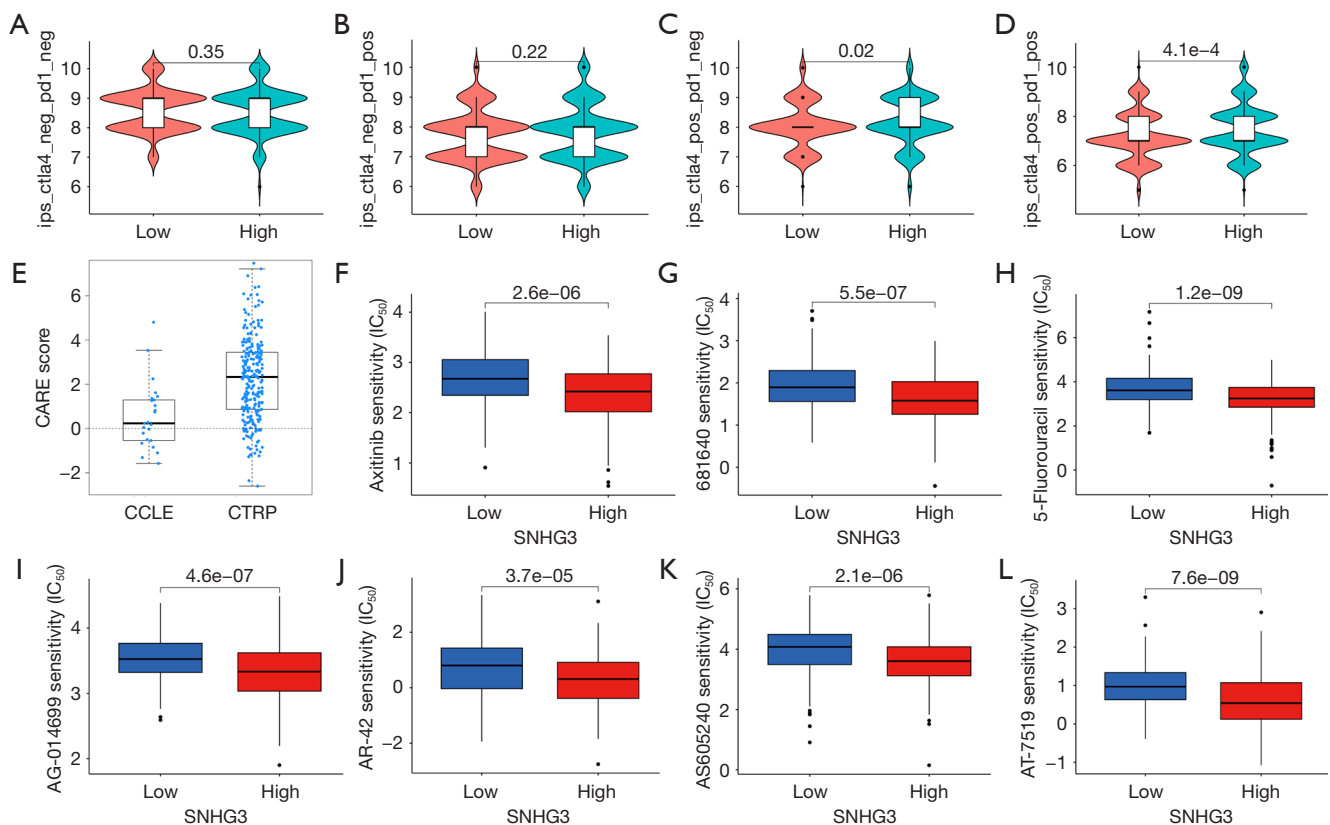 A
ips_ctla4_neg_pd1_neg
0.35
10
9
8
7
6
Low
High
B
ips_ctla4_neg_pd1_pos
0.22
10
9
8
7
6
Low
High
C
ips_ctla4_pos_pd1_neg
0.02
10
9
8
7
6
Low
High
D
ips_ctla4_pos_pd1_pos
4.1e-4
10
8
6
Low
High
E
CARE score
6
4
2
0
−2
CCLE
CTRP
F
Axitinib sensitivity (IC50)
2.6e−06
4
3
2
1
Low
High
SNHG3
G
681640 sensitivity (IC50)
5.5e−07
4
3
2
1
0
Low
High
SNHG3
H
5-Fluorouracil sensitivity (IC50)
1.2e−09
6
4
2
0
Low
High
SNHG3
I
AG-014699 sensitivity (IC50)
4.6e−07
4
3
2
Low
High
SNHG3
J
AR-42 sensitivity (IC50)
3.7e−05
2
0
−2
Low
High
SNHG3
K
AS605240 sensitivity (IC50)
2.1e−06
6
4
2
0
Low
High
SNHG3
L
AT-7519 sensitivity (IC50)
7.6e−09
3
2
1
0
−1
Low
High
SNHG3